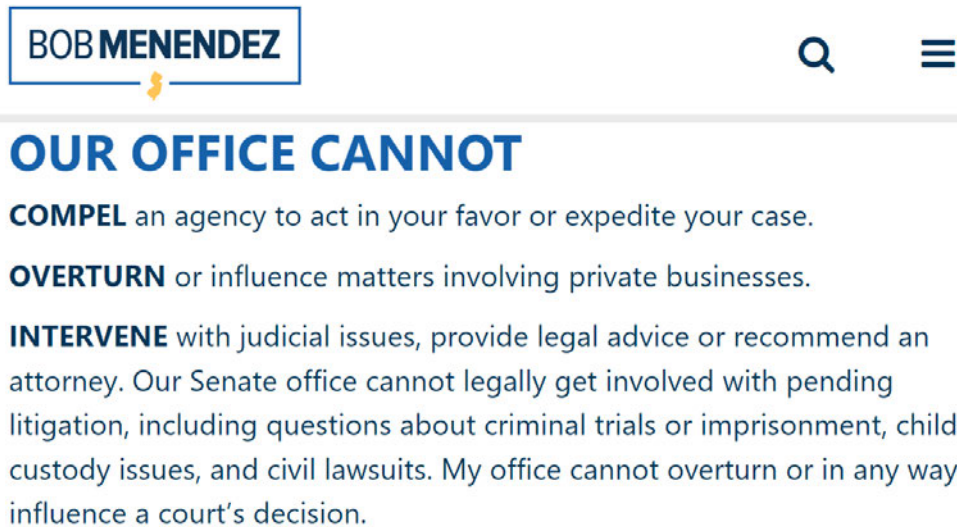 BOB MENENDEZ
OUR OFFICE CANNOT
COMPEL an agency to act in your favor or expedite your case.
OVERTURN or influence matters involving private businesses.
INTERVENE with judicial issues, provide legal advice or recommend an
attorney. Our Senate office cannot legally get involved with pending
litigation, including questions about criminal trials or imprisonment, child
custody issues, and civil lawsuits. My office cannot overturn or in any way
influence a court’s decision.